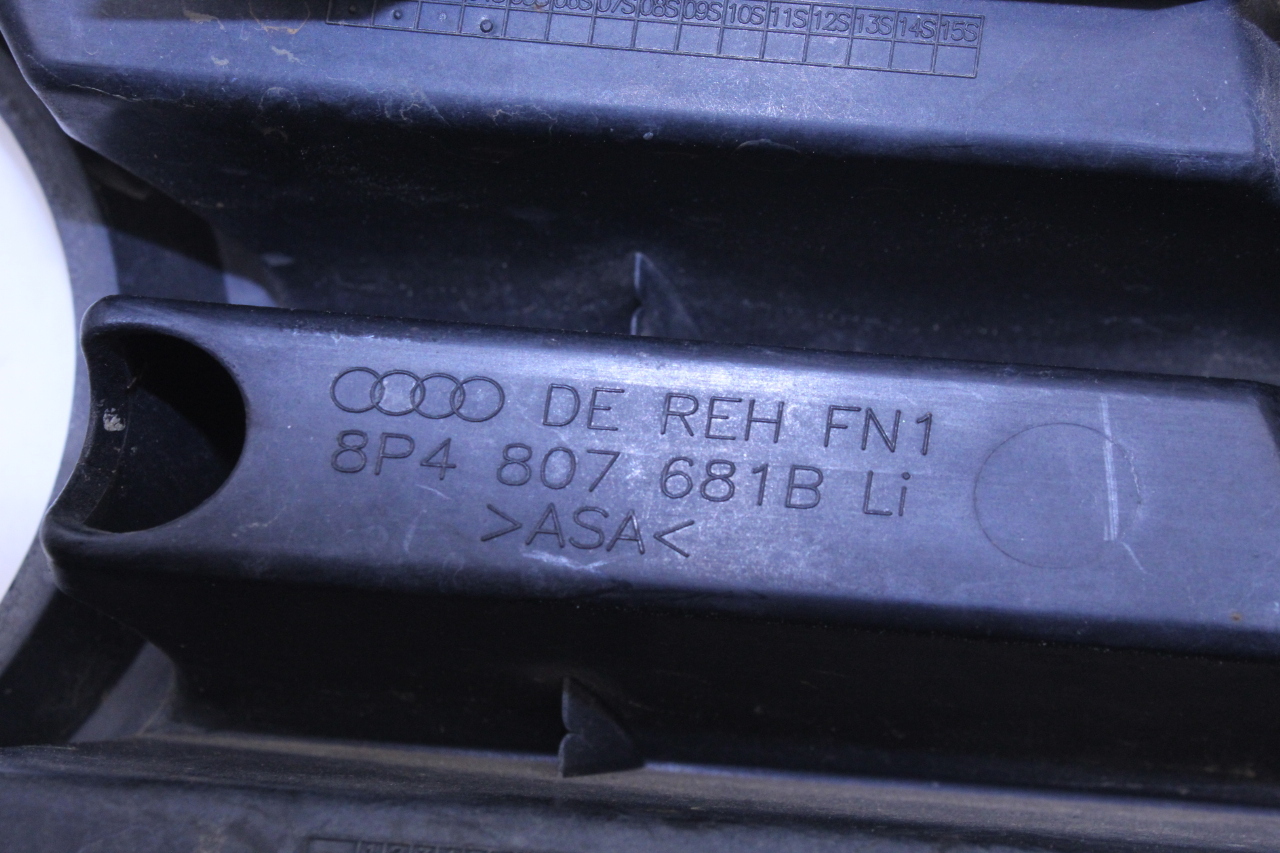 07S 08S 09S 10S 11S 12S 13S 14S 15S
DE REH FN1
8P4 807 681B Li
>ASA<